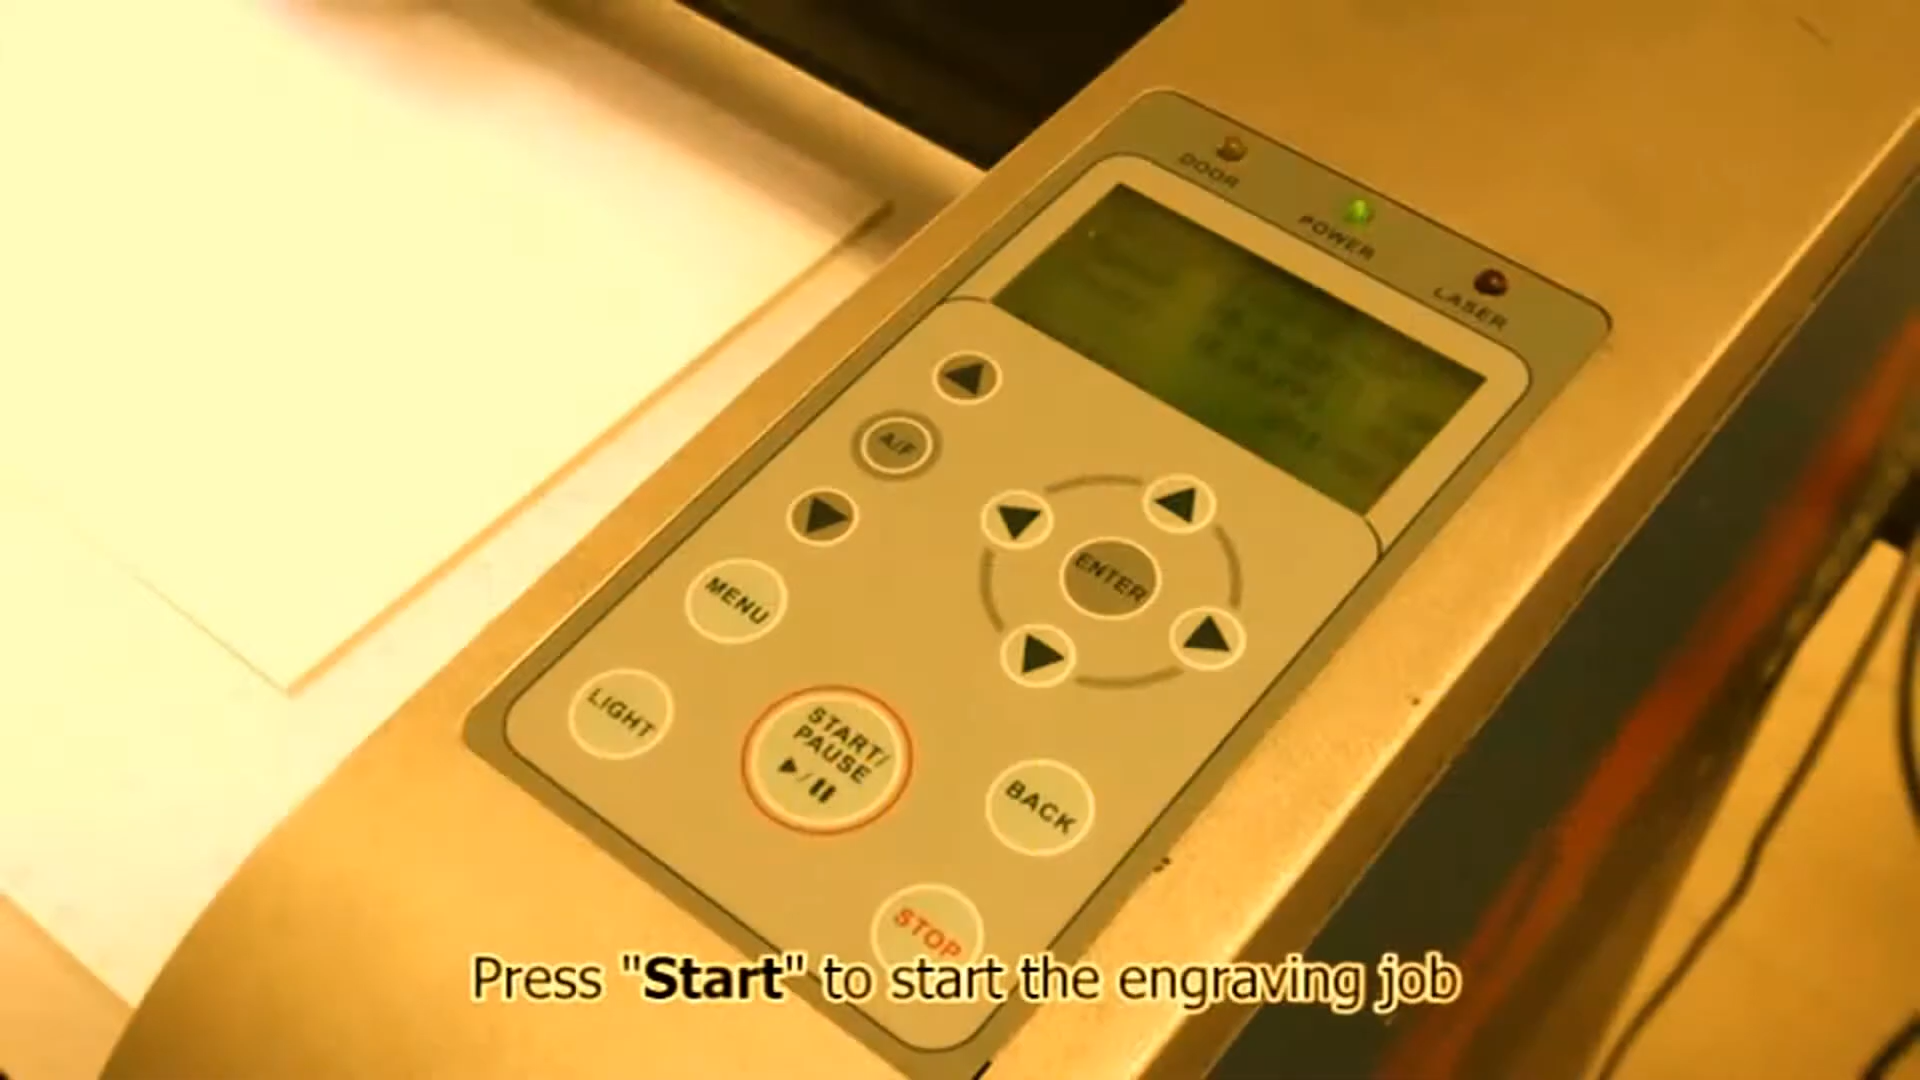 DOOR
POWER
LASER
A/F
MENU
ENTER
LIGHT
START/
PAUSE
BACK
STOP
Press "Start" to start the engraving job